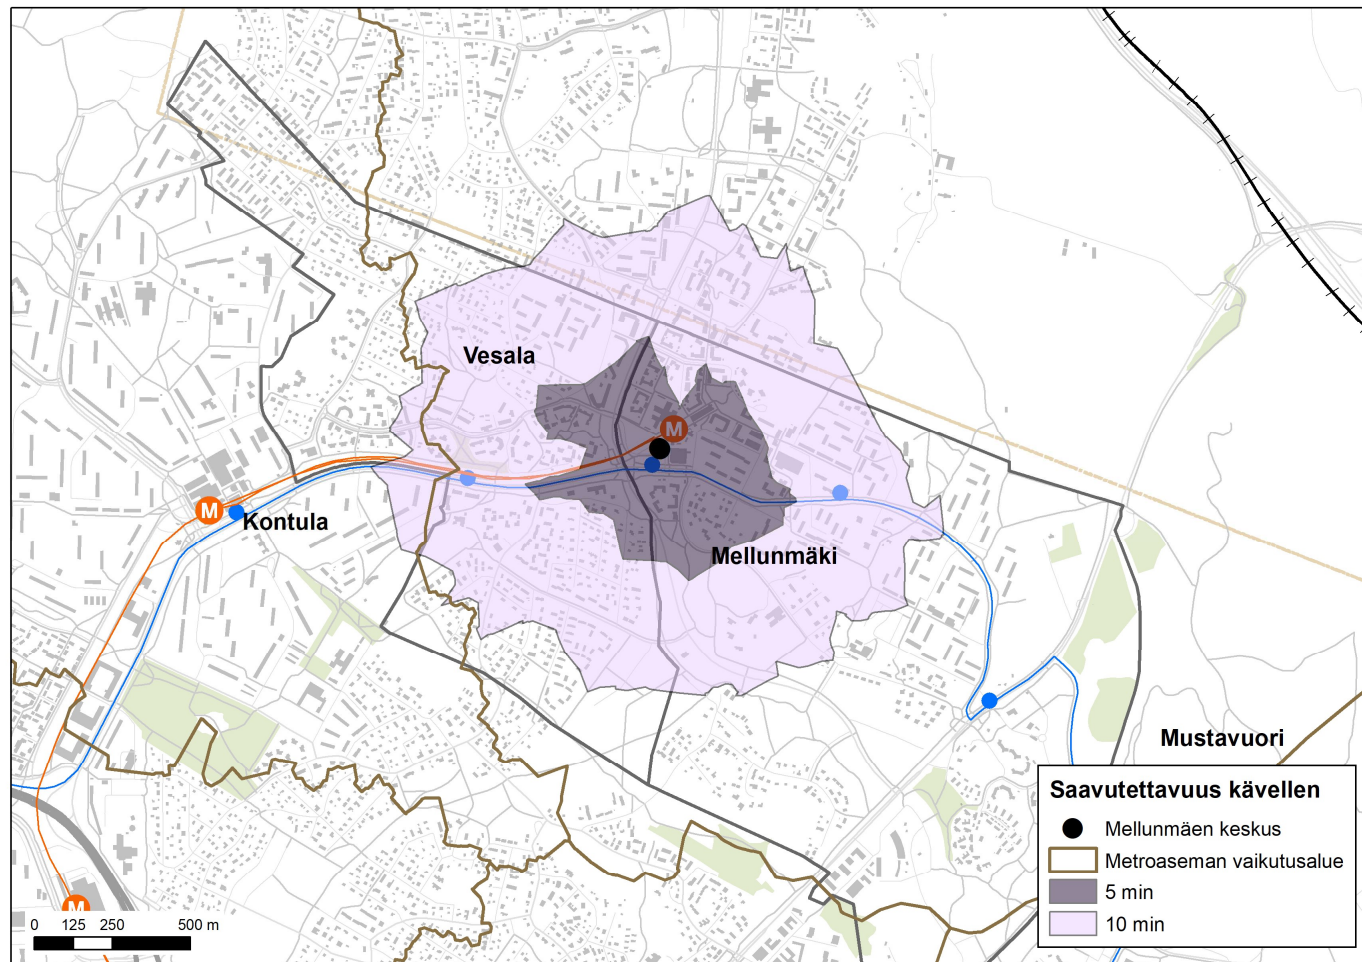 Vesala
M
M
Kontula
Mellunmäki
Mustavuori
Saavutettavuus kävellen
Mellunmäen keskus
Metroaseman vaikutusalue
5 min
10 min
M
0 125 250 500 m